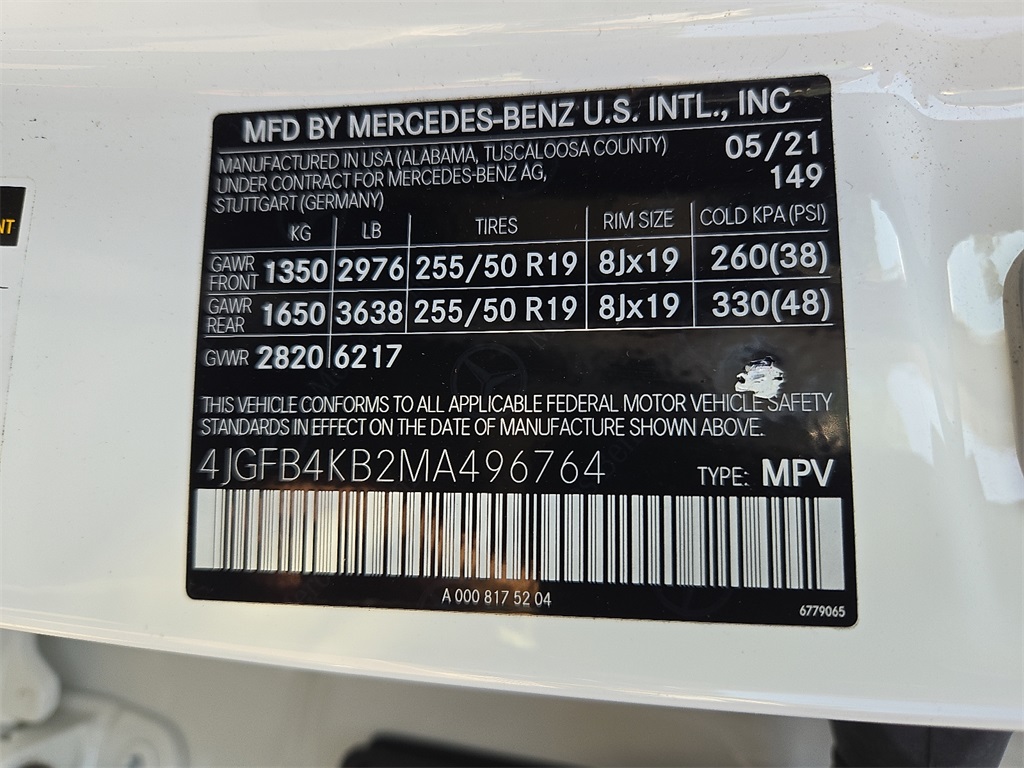 MFD BY MERCEDES-BENZ U.S. INTL., INC
MANUFACTURED IN USA (ALABAMA, TUSCALOOSA COUNTY) 05/21
UNDER CONTRACT FOR MERCEDES-BENZ AG, 149
STUTTGART (GERMANY)
KG LB TIRES RIM SIZE COLD KPA (PSI)
GAWR FRONT 1350 2976 255/50 R19 8Jx19 260(38)
GAWR REAR 1650 3638 255/50 R19 8Jx19 330(48)
GVWR 2820 6217
THIS VEHICLE CONFORMS TO ALL APPLICABLE FEDERAL MOTOR VEHICLE SAFETY
STANDARDS IN EFFECT ON THE DATE OF MANUFACTURE SHOWN ABOVE.
4JGFB4KB2MA496764 TYPE: MPV
A 000 817 52 04
6779065
NT